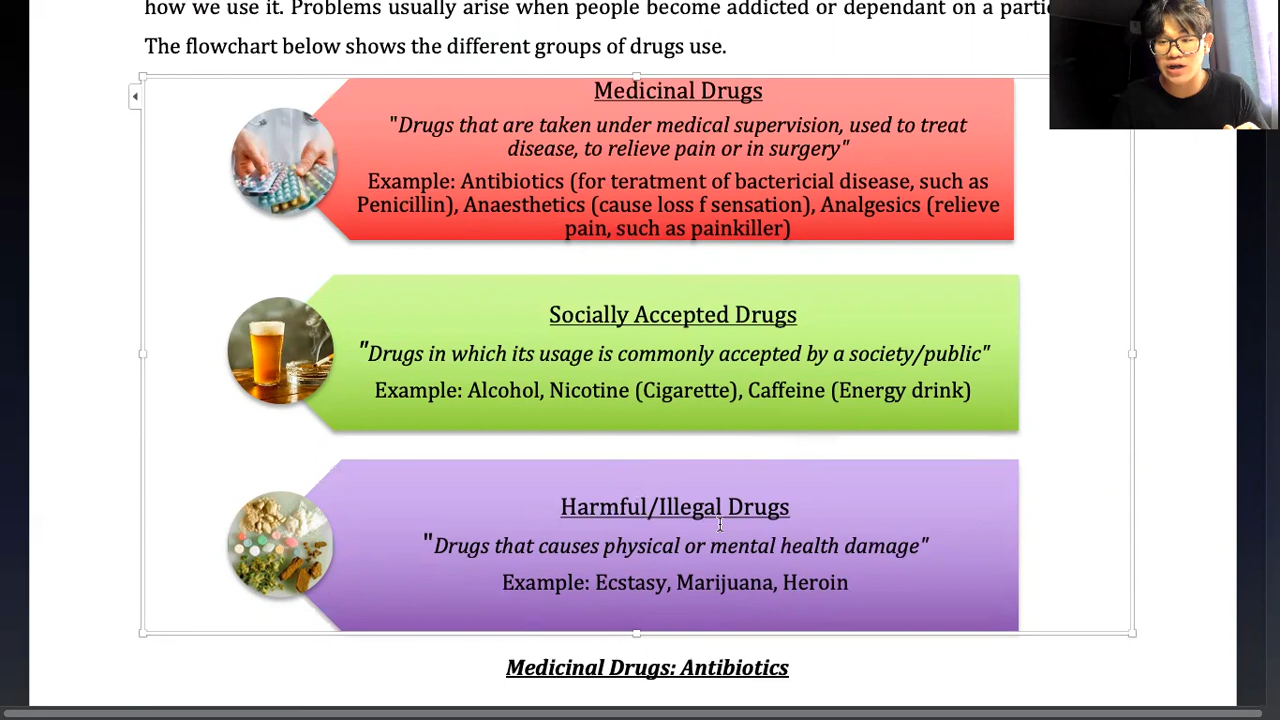 how we use it. Problems usually arise when people become addicted or dependant on a
The flowchart below shows the different groups of drugs use.
Medicinal Drugs
"Drugs that are taken under medical supervision, used to treat
disease, to relieve pain or in surgery"
Example: Antibiotics (for teratment of bactericial disease, such as
Penicillin), Anaesthetics (cause loss f sensation), Analgesics (relieve
pain, such as painkiller)
Socially Accepted Drugs
"Drugs in which its usage is commonly accepted by a society/public"
Example: Alcohol, Nicotine (Cigarette), Caffeine (Energy drink)
Harmful/Illegal Drugs
"Drugs that causes physical or mental health damage"
Example: Ecstasy, Marijuana, Heroin
Medicinal Drugs: Antibiotics